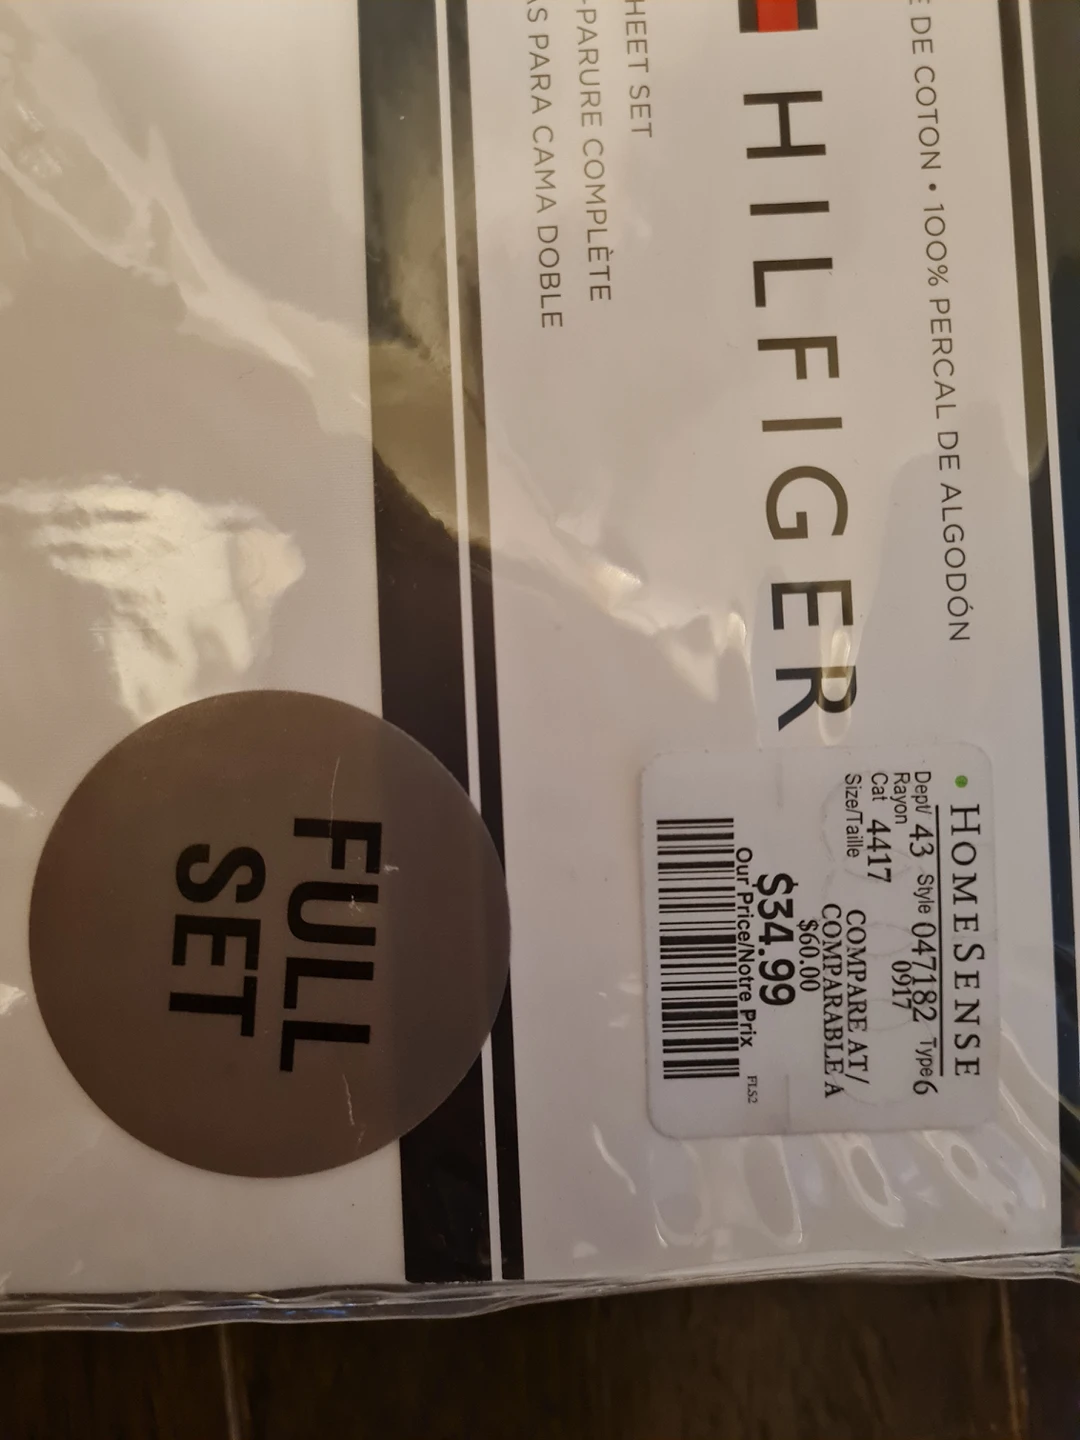 DE COTON • 100% PERCAL DE ALGODÓN
HILFIGER
SHEET SET
PARURE COMPLÈTE
PARA CAMA DOBLE
FULL
SET
HOMESENSE
Dept/ 43 Style 047182 Type 6
Rayon 0917
Cat 4417
Size/Taille
COMPARE AT/
COMPARABLE À
$60.00
$34.99
Our Price/Notre Prix
FLS2